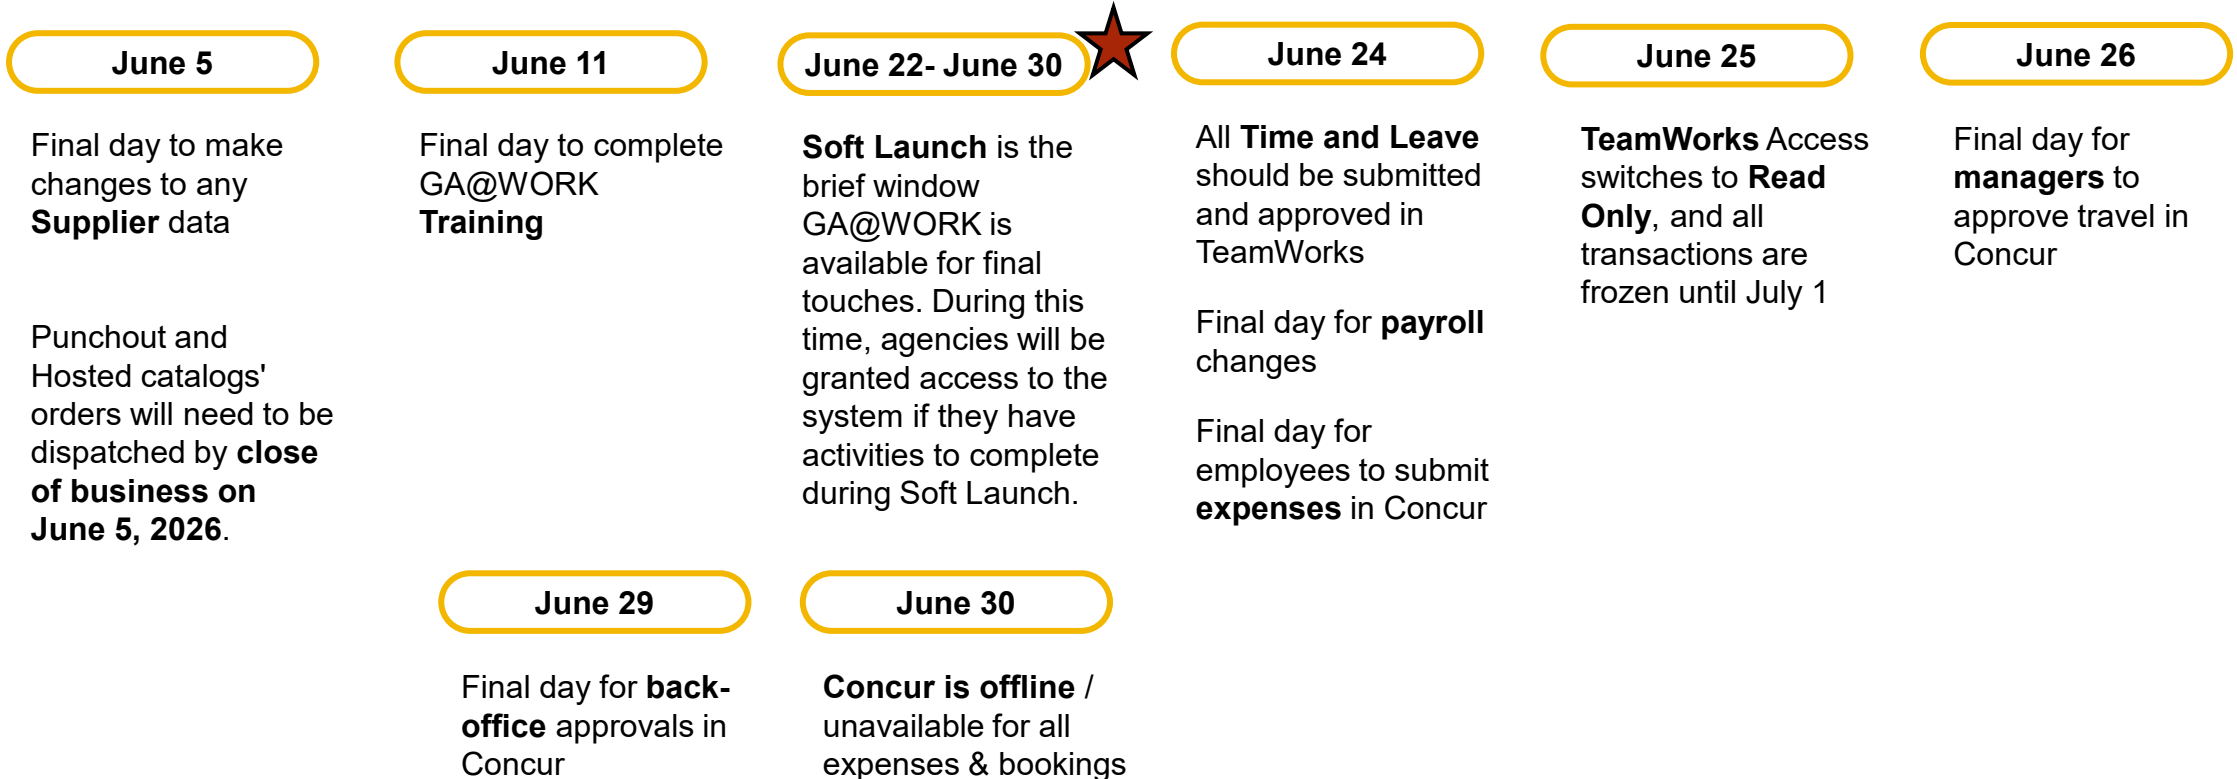 June 5
Final day to make
changes to any
Supplier data
Punchout and
Hosted catalogs'
orders will need to be
dispatched by close
of business on
June 5, 2026.
June 11
Final day to complete
GA@WORK
Training
June 22- June 30
Soft Launch is the
brief window
GA@WORK is
available for final
touches. During this
time, agencies will be
granted access to the
system if they have
activities to complete
during Soft Launch.
June 24
All Time and Leave
should be submitted
and approved in
TeamWorks
Final day for payroll
changes
Final day for
employees to submit
expenses in Concur
June 25
TeamWorks Access
switches to Read
Only, and all
transactions are
frozen until July 1
June 26
Final day for
managers to
approve travel in
Concur
June 29
Final day for back-
office approvals in
Concur
June 30
Concur is offline /
unavailable for all
expenses & bookings